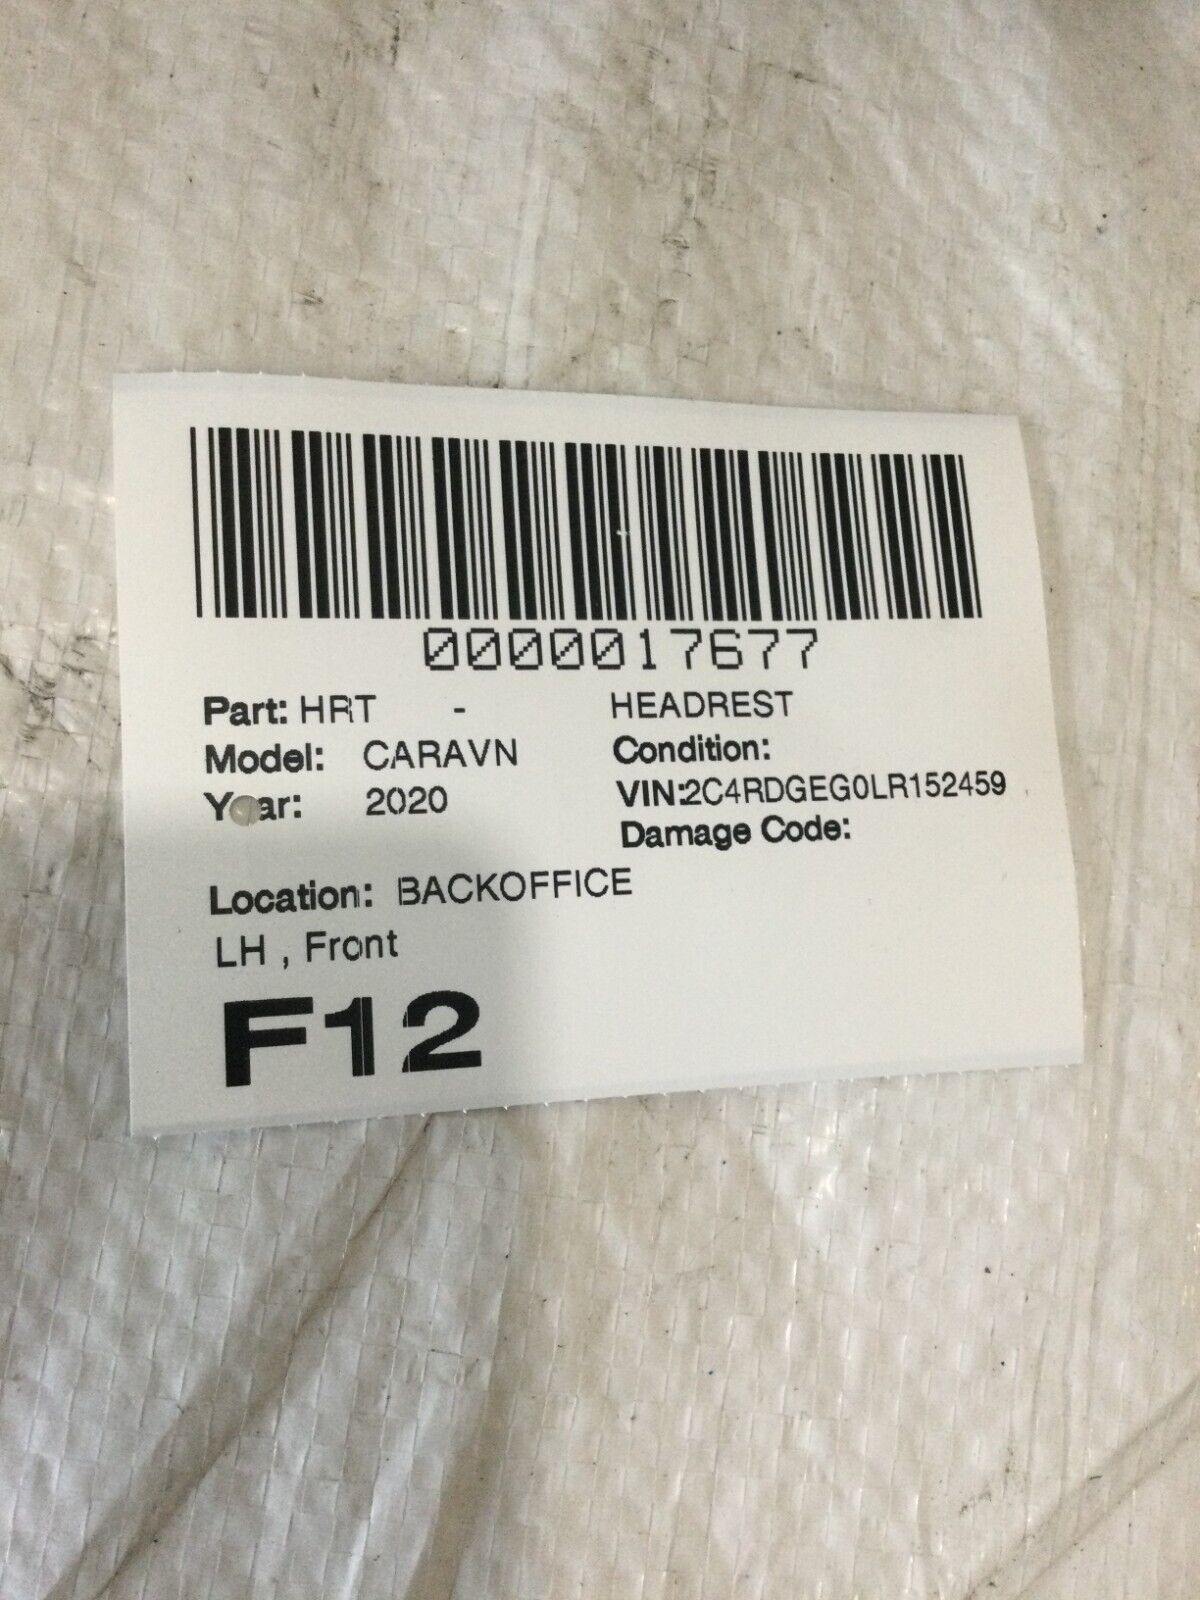 0000017677
Part: HRT - HEADREST
Model: CARAVN Condition:
Year: 2020 VIN:2C4RDGEG0LR152459
Damage Code:
Location: BACKOFFICE
LH , Front
F12